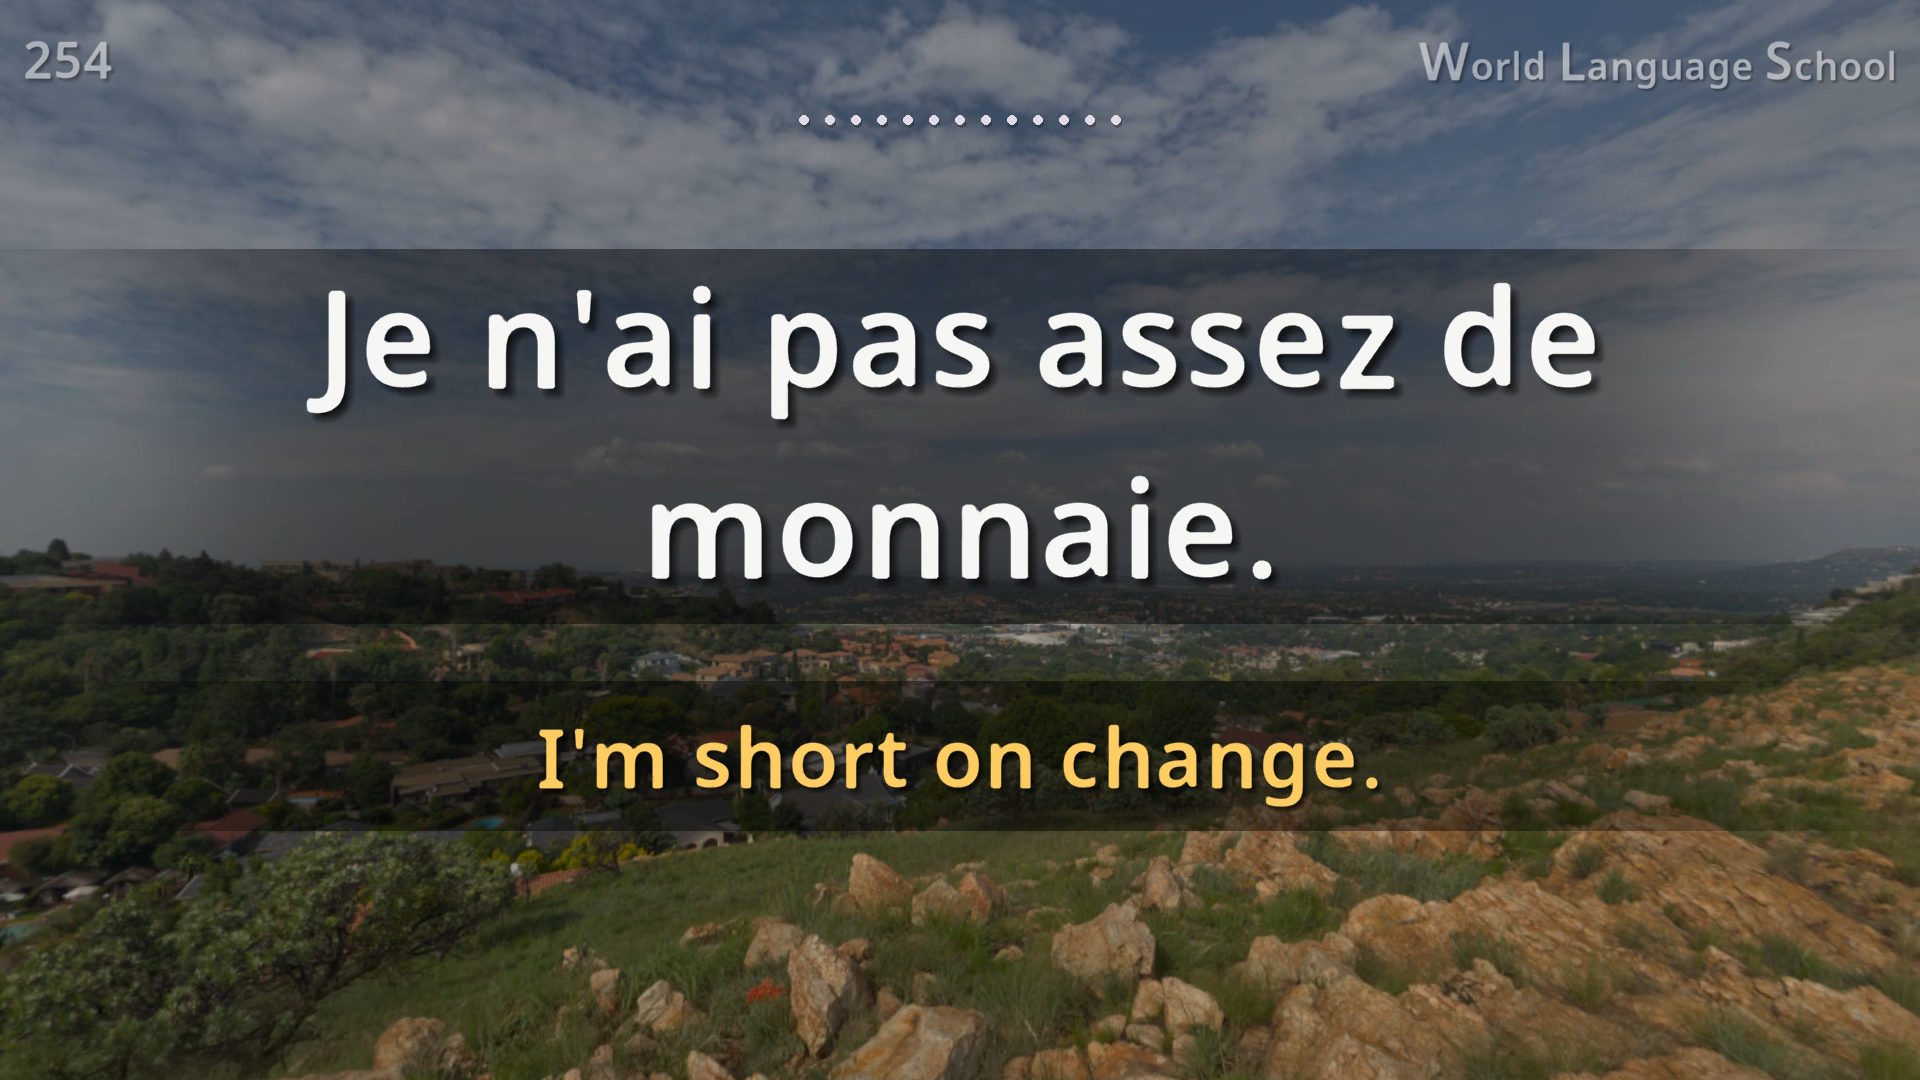 254
World Language School
Je n'ai pas assez de
monnaie.
I'm short on change.